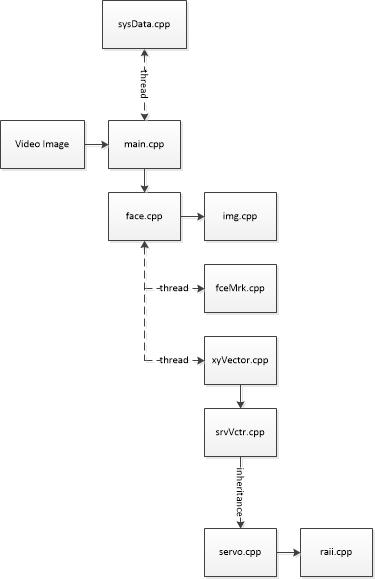 sysData.cpp
thread
Video Image
main.cpp
face.cpp
img.cpp
thread
fceMrk.cpp
thread
xyVector.cpp
srvVctr.cpp
inheritance
servo.cpp
raii.cpp